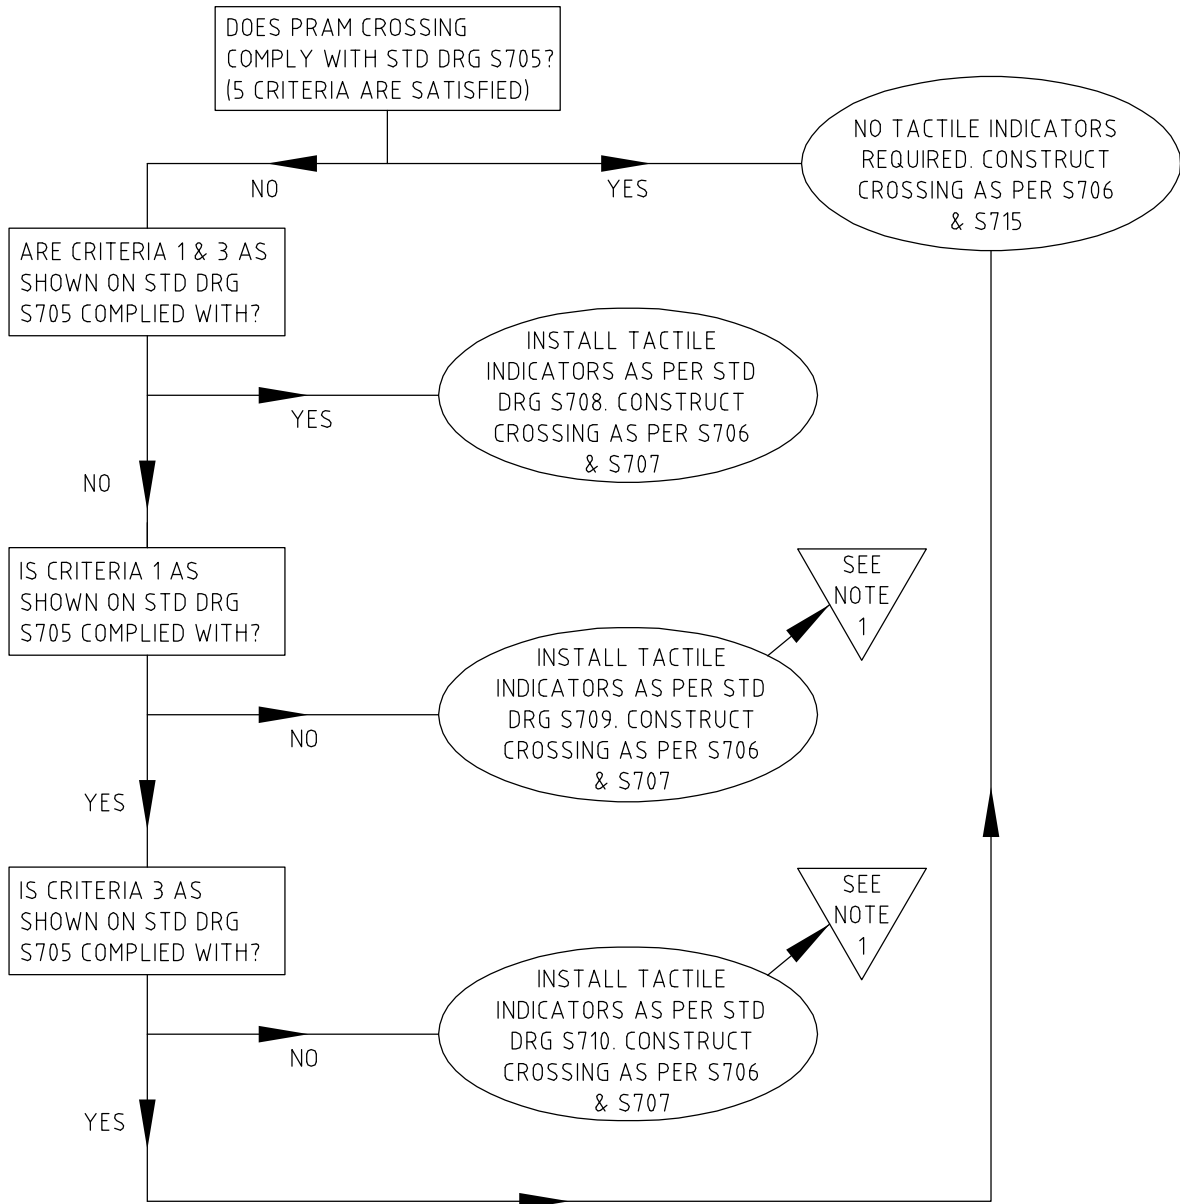 DOES PRAM CROSSING
COMPLY WITH STD DRG S705?
(5 CRITERIA ARE SATISFIED)
NO
YES
NO TACTILE INDICATORS
REQUIRED. CONSTRUCT
CROSSING AS PER S706
& S715
ARE CRITERIA 1 & 3 AS
SHOWN ON STD DRG
S705 COMPLIED WITH?
YES
INSTALL TACTILE
INDICATORS AS PER STD
DRG S708. CONSTRUCT
CROSSING AS PER S706
& S707
NO
IS CRITERIA 1 AS
SHOWN ON STD DRG
S705 COMPLIED WITH?
NO
INSTALL TACTILE
INDICATORS AS PER STD
DRG S709. CONSTRUCT
CROSSING AS PER S706
& S707
SEE
NOTE
1
YES
IS CRITERIA 3 AS
SHOWN ON STD DRG
S705 COMPLIED WITH?
NO
INSTALL TACTILE
INDICATORS AS PER STD
DRG S710. CONSTRUCT
CROSSING AS PER S706
& S707
SEE
NOTE
1
YES